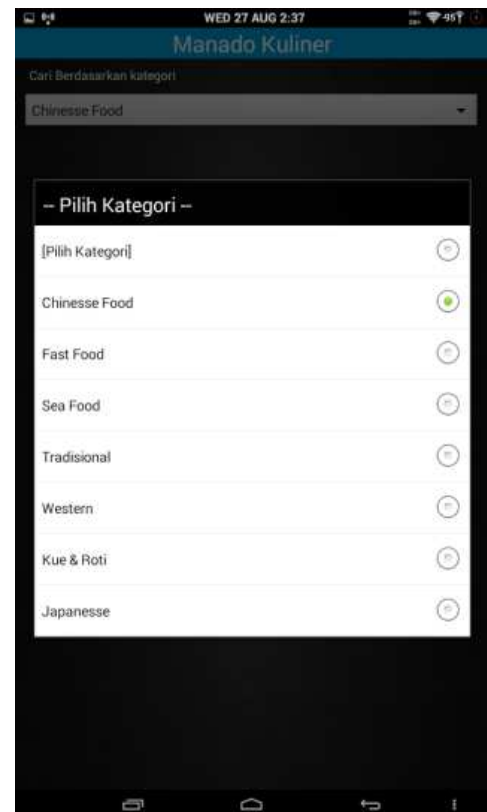 WED 27 AUG 2:37
Manado Kuliner
Cari Berdasarkan kategori
Chinesse Food
-- Pilih Kategori --
[Pilih Kategori]
Chinesse Food
Fast Food
Sea Food
Tradisional
Western
Kue & Roti
Japanesse